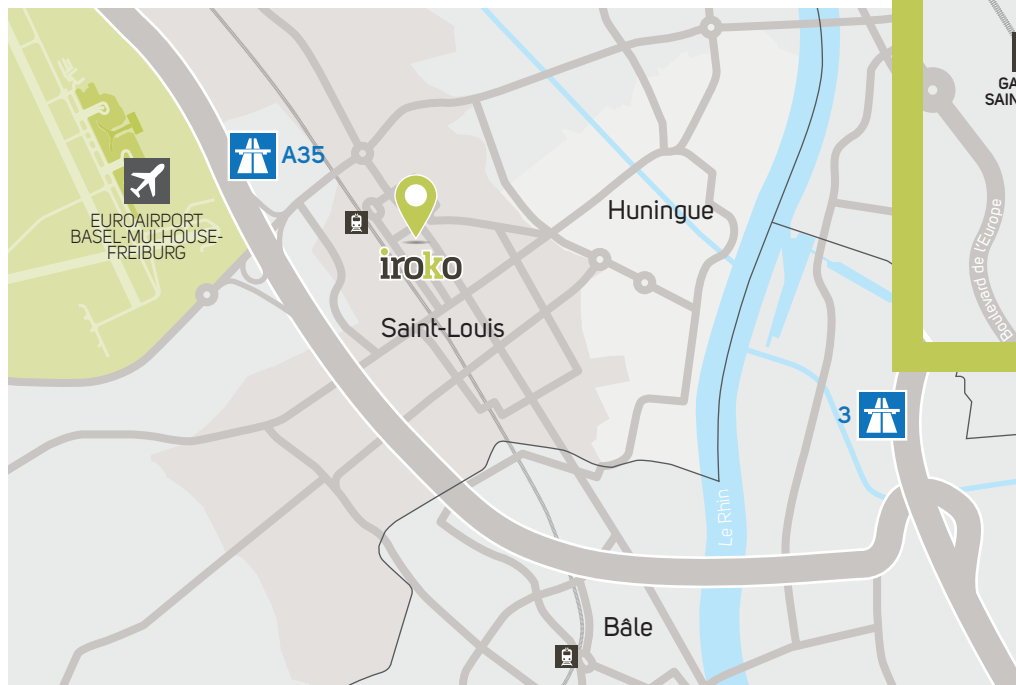 A35
EUROAIRPORT
BASEL-MULHOUSE-
FREIBURG
iroko
Saint-Louis
Huningue
Boulevard de l'Europe
3
Le Rhin
Bâle